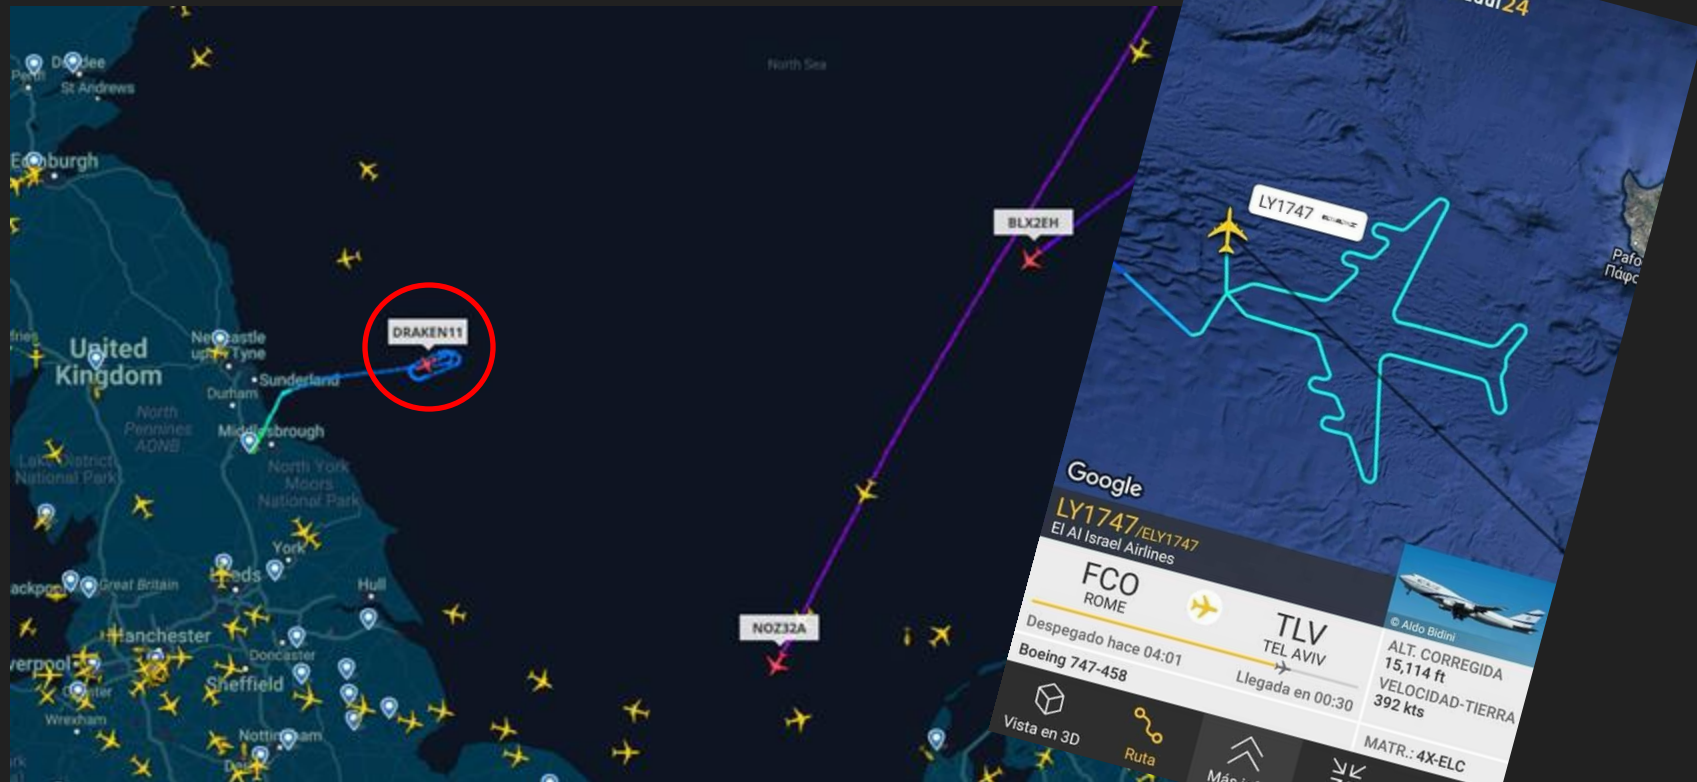 Dundee
Perth
St Andrews
North Sea
Edinburgh
BLX2EH
DRAKEN11
United
Kingdom
Newcastle
upon Tyne
Sunderland
Durham
North
Pennines
AONB
Middlesbrough
Lake District
National Park
North York
Moors
National Park
York
Leeds
Great Britain
Hull
Manchester
Doncaster
Sheffield
Wrexham
Nottingham
NOZ32A
24
LY1747
Google
LY1747/ELY1747
El Al Israel Airlines
FCO
ROME
TLV
TEL AVIV
Despegado hace 04:01
Llegada en 00:30
Boeing 747-458
© Aldo Bidini
ALT. CORREGIDA
15,114 ft
VELOCIDAD-TIERRA
392 kts
MATR.: 4X-ELC
Vista en 3D
Ruta